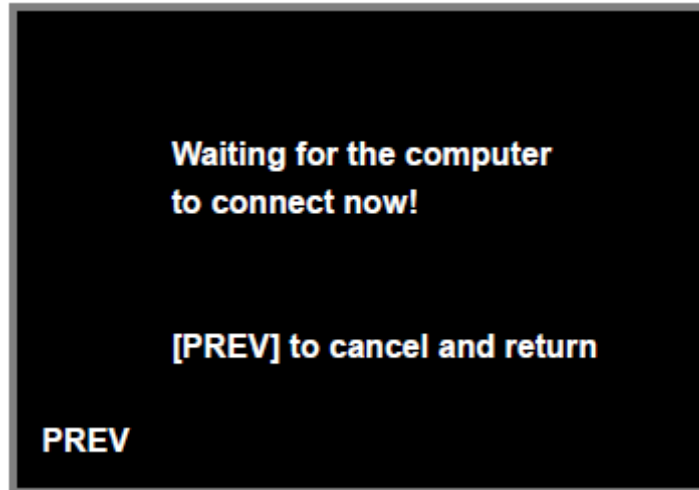 Waiting for the computer
to connect now!
[PREV] to cancel and return
PREV